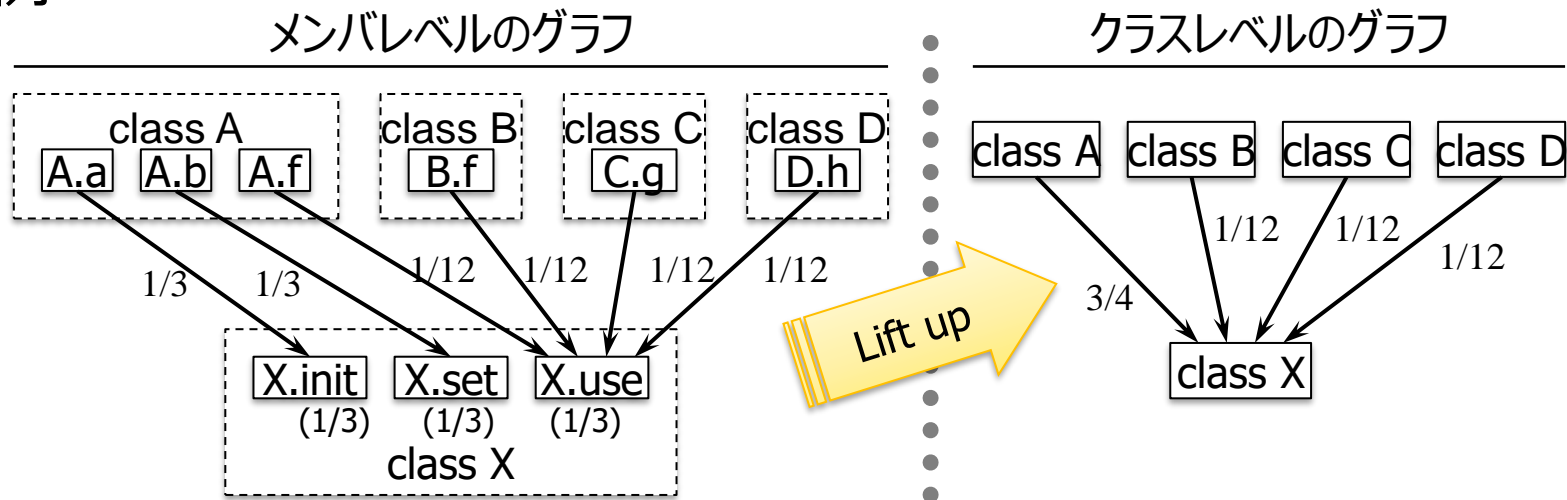 メンバレベルのグラフ
class A
class B
class C
class D
A.a
A.b
A.f
B.f
C.g
D.h
1/3
1/3
1/12
1/12
1/12
1/12
X.init
X.set
X.use
(1/3)
(1/3)
(1/3)
class X
Lift up
クラスレベルのグラフ
class A
class B
class C
class D
3/4
1/12
1/12
1/12
class X